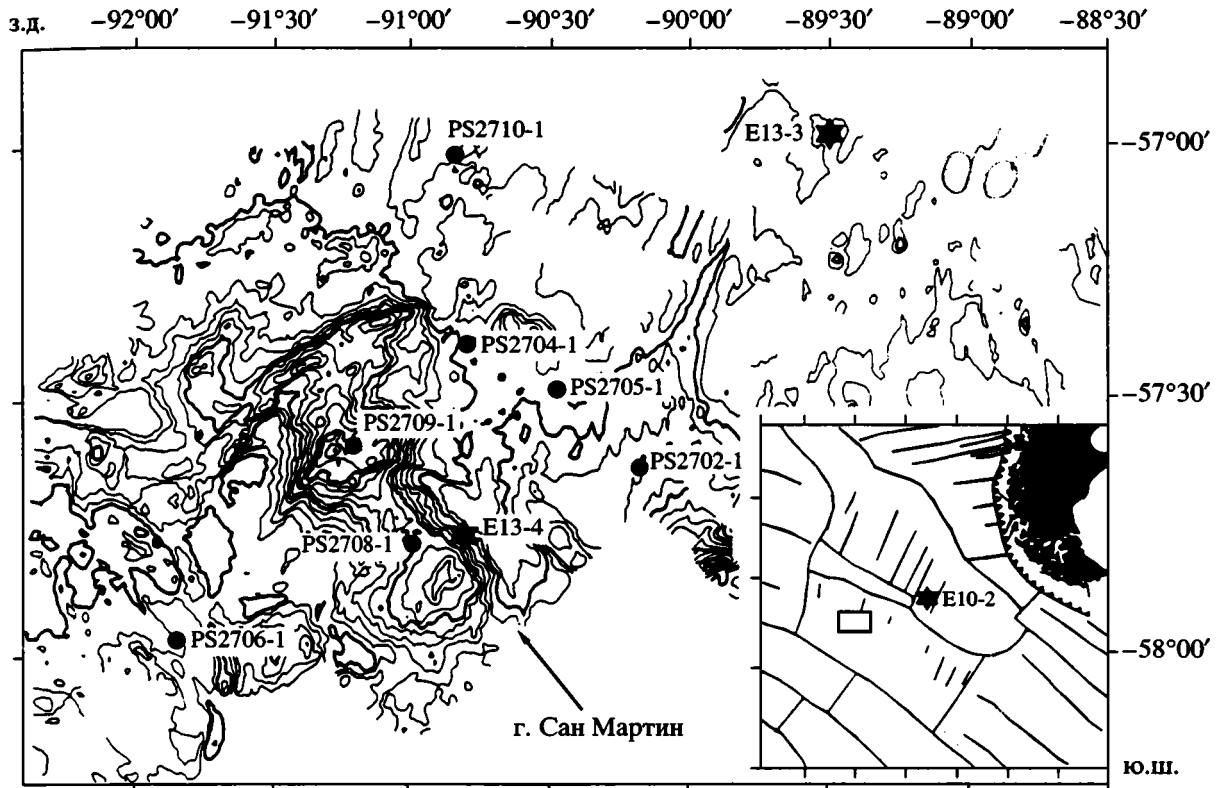 з.д.
−92°00′
−91°30′
−91°00′
−90°30′
−90°00′
−89°30′
−89°00′
−88°30′
PS2710-1
E13-3
−57°00′
PS2704-1
PS2705-1
−57°30′
PS2709-1
PS2702-1
E13-4
PS2708-1
E10-2
PS2706-1
−58°00′
г. Сан Мартин
ю.ш.